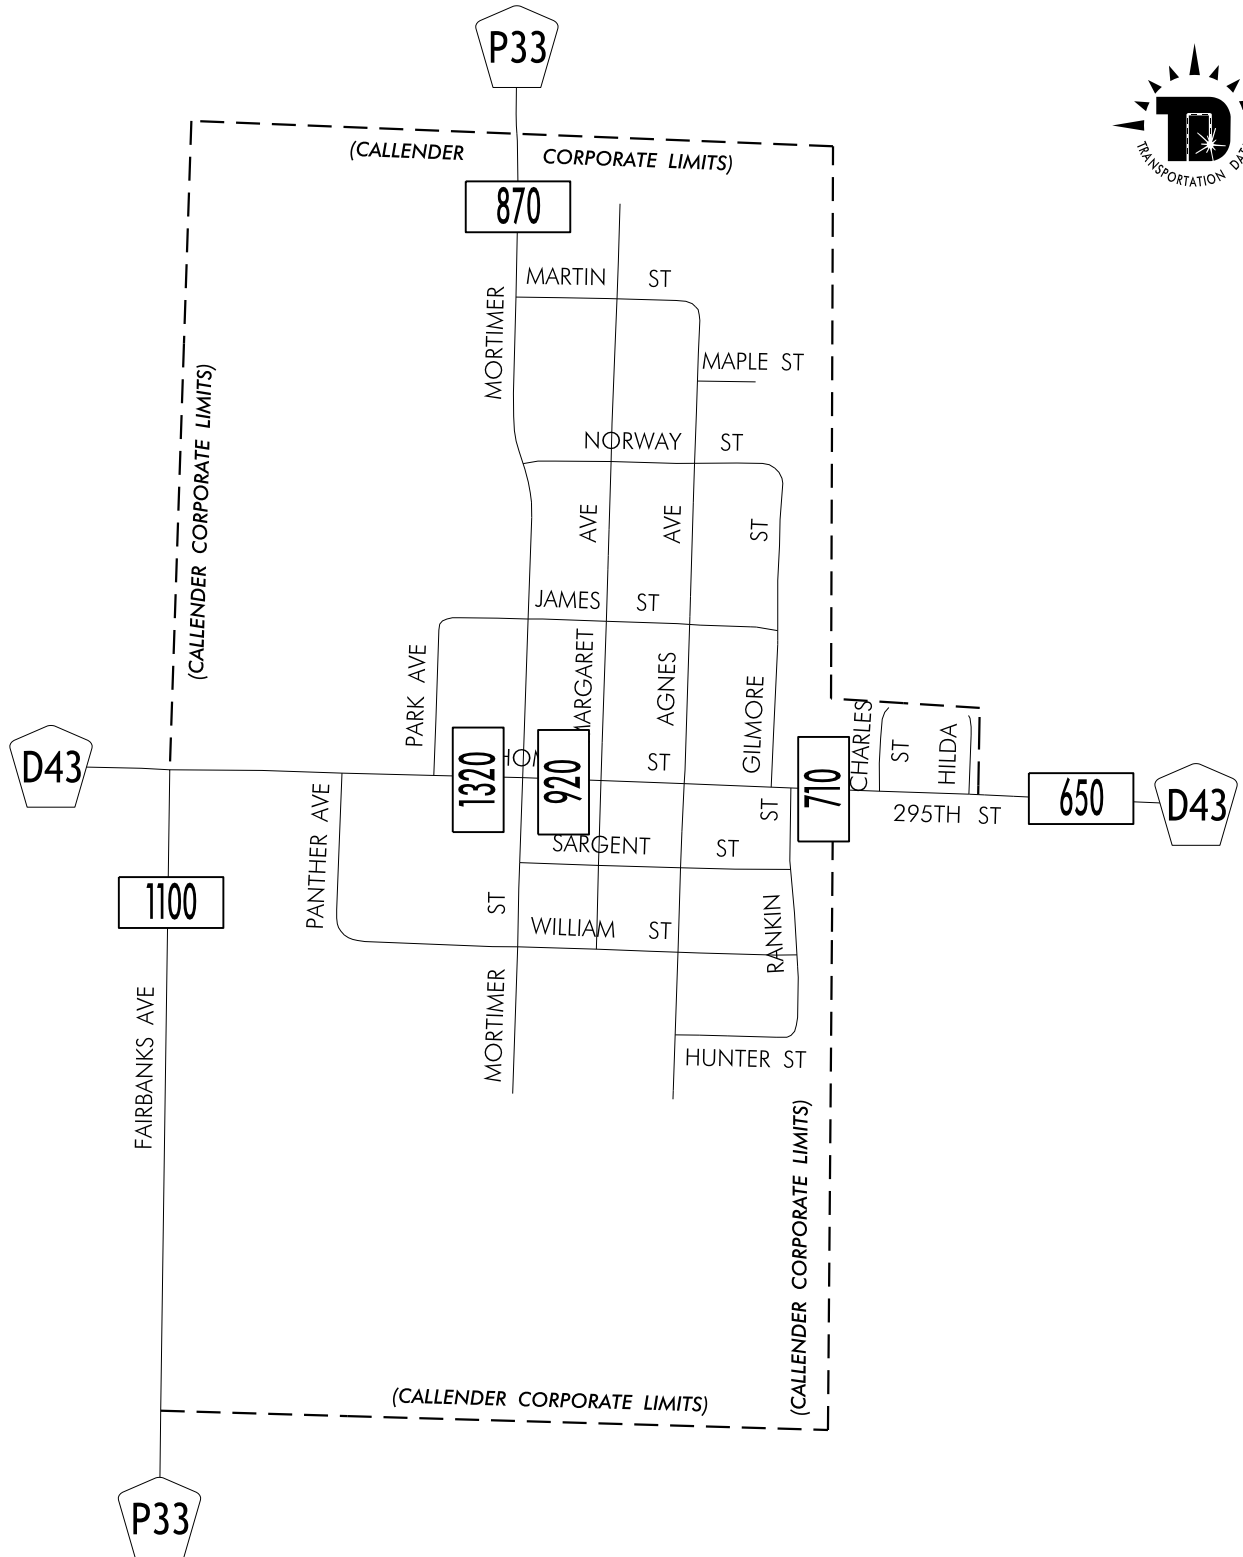 P33
(CALLENDER CORPORATE LIMITS)
TRANSPORTATION
870
MARTIN ST
MORTIMER
MAPLE ST
(CALLENDER CORPORATE LIMITS)
NORWAY ST
AVE
AVE
ST
JAMES ST
PARK AVE
MARGARET
AGNES
GILMORE
CHARLES
ST
HILDA
D43
1320
920
ST
710
650
D43
295TH ST
ST
PANTHER AVE
SARGENT ST
1100
ST
WILLIAM ST
RANKIN
MORTIMER
FAIRBANKS AVE
HUNTER ST
(CALLENDER CORPORATE LIMITS)
(CALLENDER CORPORATE LIMITS)
P33